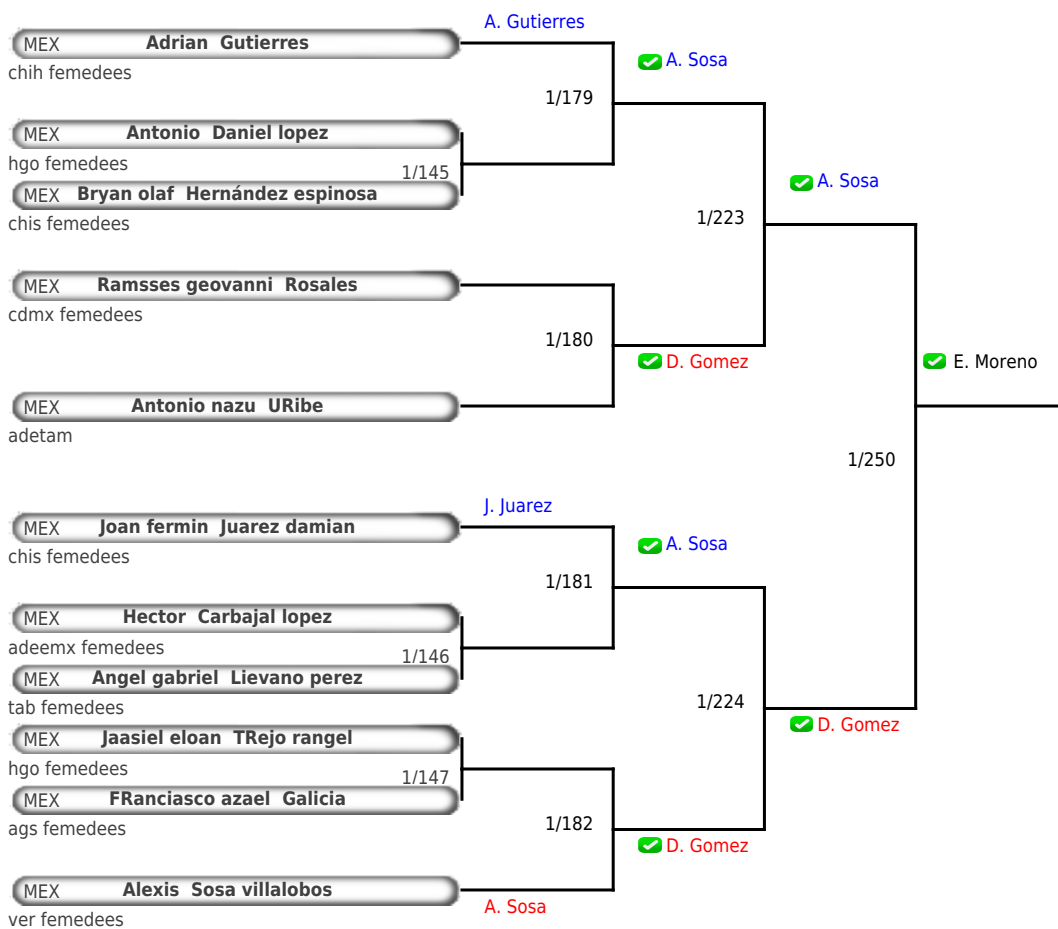 A. Gutierres
MEX Adrian Gutierres
A. Sosa
chih femedees
1/179
MEX Antonio Daniel lopez
hgo femedees
1/145
A. Sosa
MEX Bryan olaf Hernández espinosa
chis femedees
1/223
MEX Ramsses geovanni Rosales
cdmx femedees
1/180
D. Gomez
E. Moreno
MEX Antonio nazu URibe
adetam
1/250
J. Juarez
MEX Joan fermin Juarez damian
A. Sosa
chis femedees
1/181
MEX Hector Carbajal lopez
adeemx femedees
1/146
MEX Angel gabriel Lievano perez
tab femedees
1/224
D. Gomez
MEX Jaasiel eloan TRejo rangel
hgo femedees
1/147
MEX FRanciasco azael Galicia
ags femedees
1/182
D. Gomez
MEX Alexis Sosa villalobos
A. Sosa
ver femedees